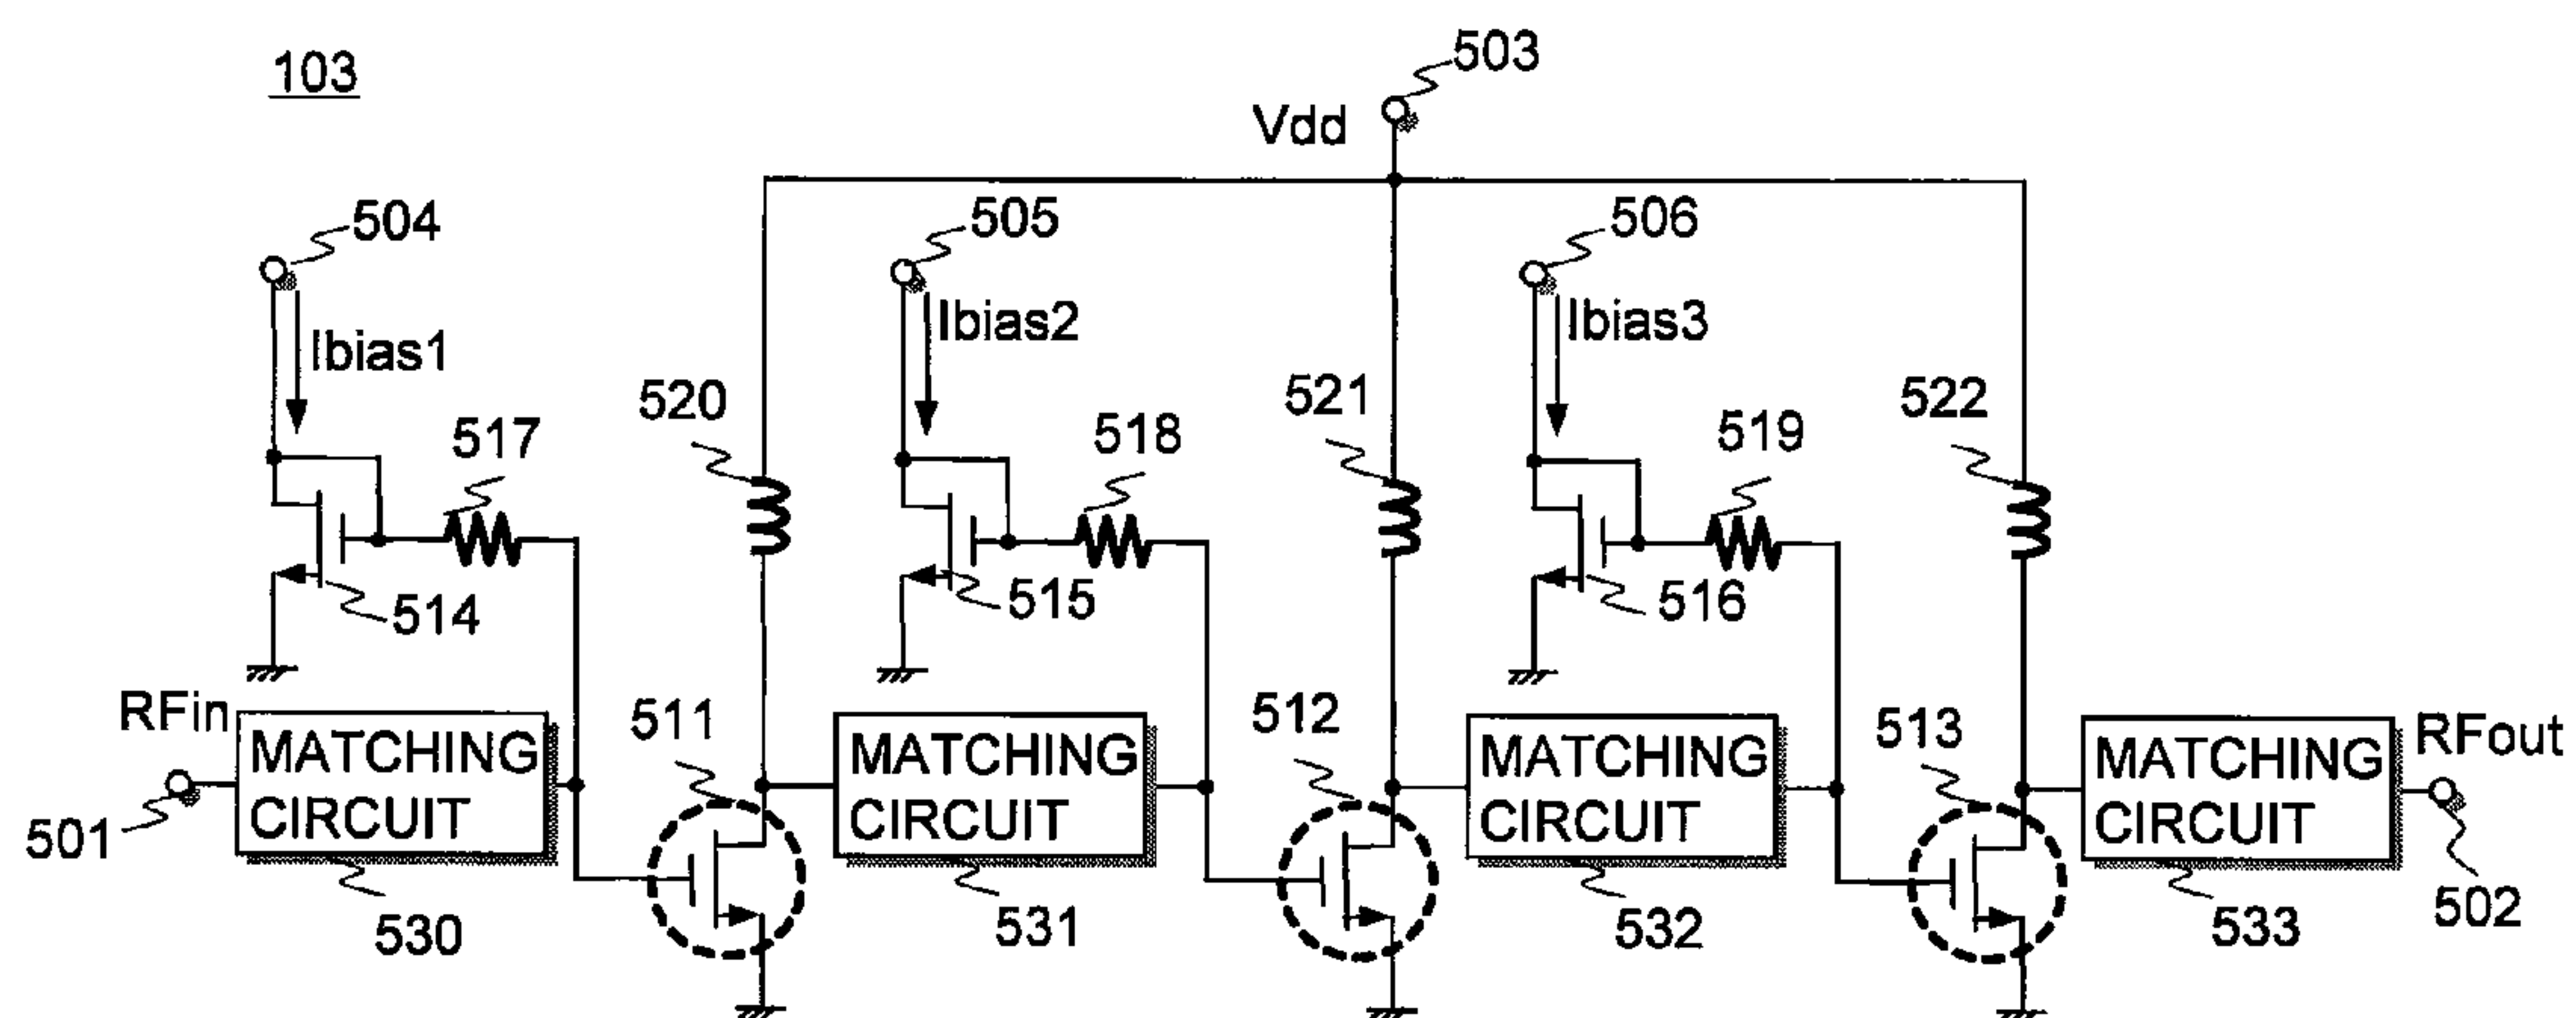 103
503
Vdd
504
505
506
Ibias1
Ibias2
Ibias3
520
521
522
517
518
519
514
515
516
RFin
511
512
513
RFout
MATCHING
CIRCUIT
MATCHING
CIRCUIT
MATCHING
CIRCUIT
MATCHING
CIRCUIT
501
530
531
532
533
502